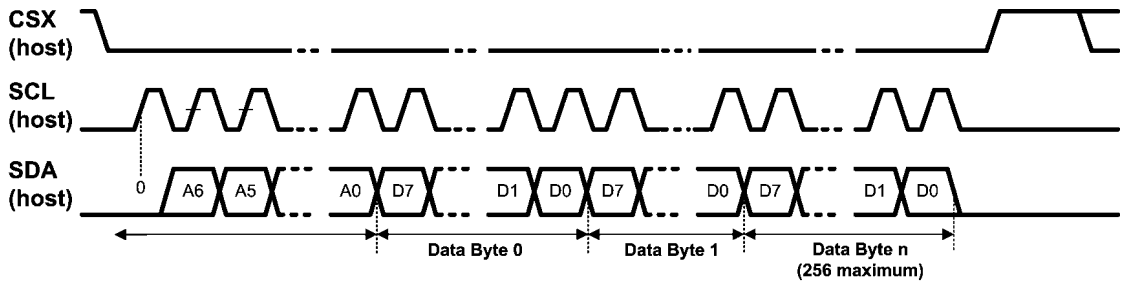 CSX
(host)
SCL
(host)
SDA
(host)
0 A6 A5 A0 D7 D1 D0 D7 D0 D7 D1 D0
Data Byte 0 Data Byte 1 Data Byte n
(256 maximum)